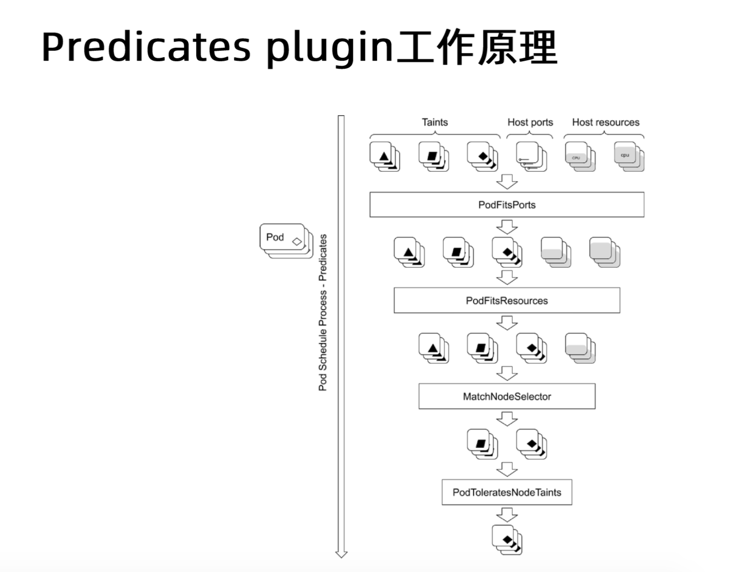 Predicates plugin工作原理
Taints
Host ports
Host resources
cpu
npu
PodFitsPorts
Pod
Pod Schedule Process - Predicates
PodFitsResources
MatchNodeSelector
PodToleratesNodeTaints